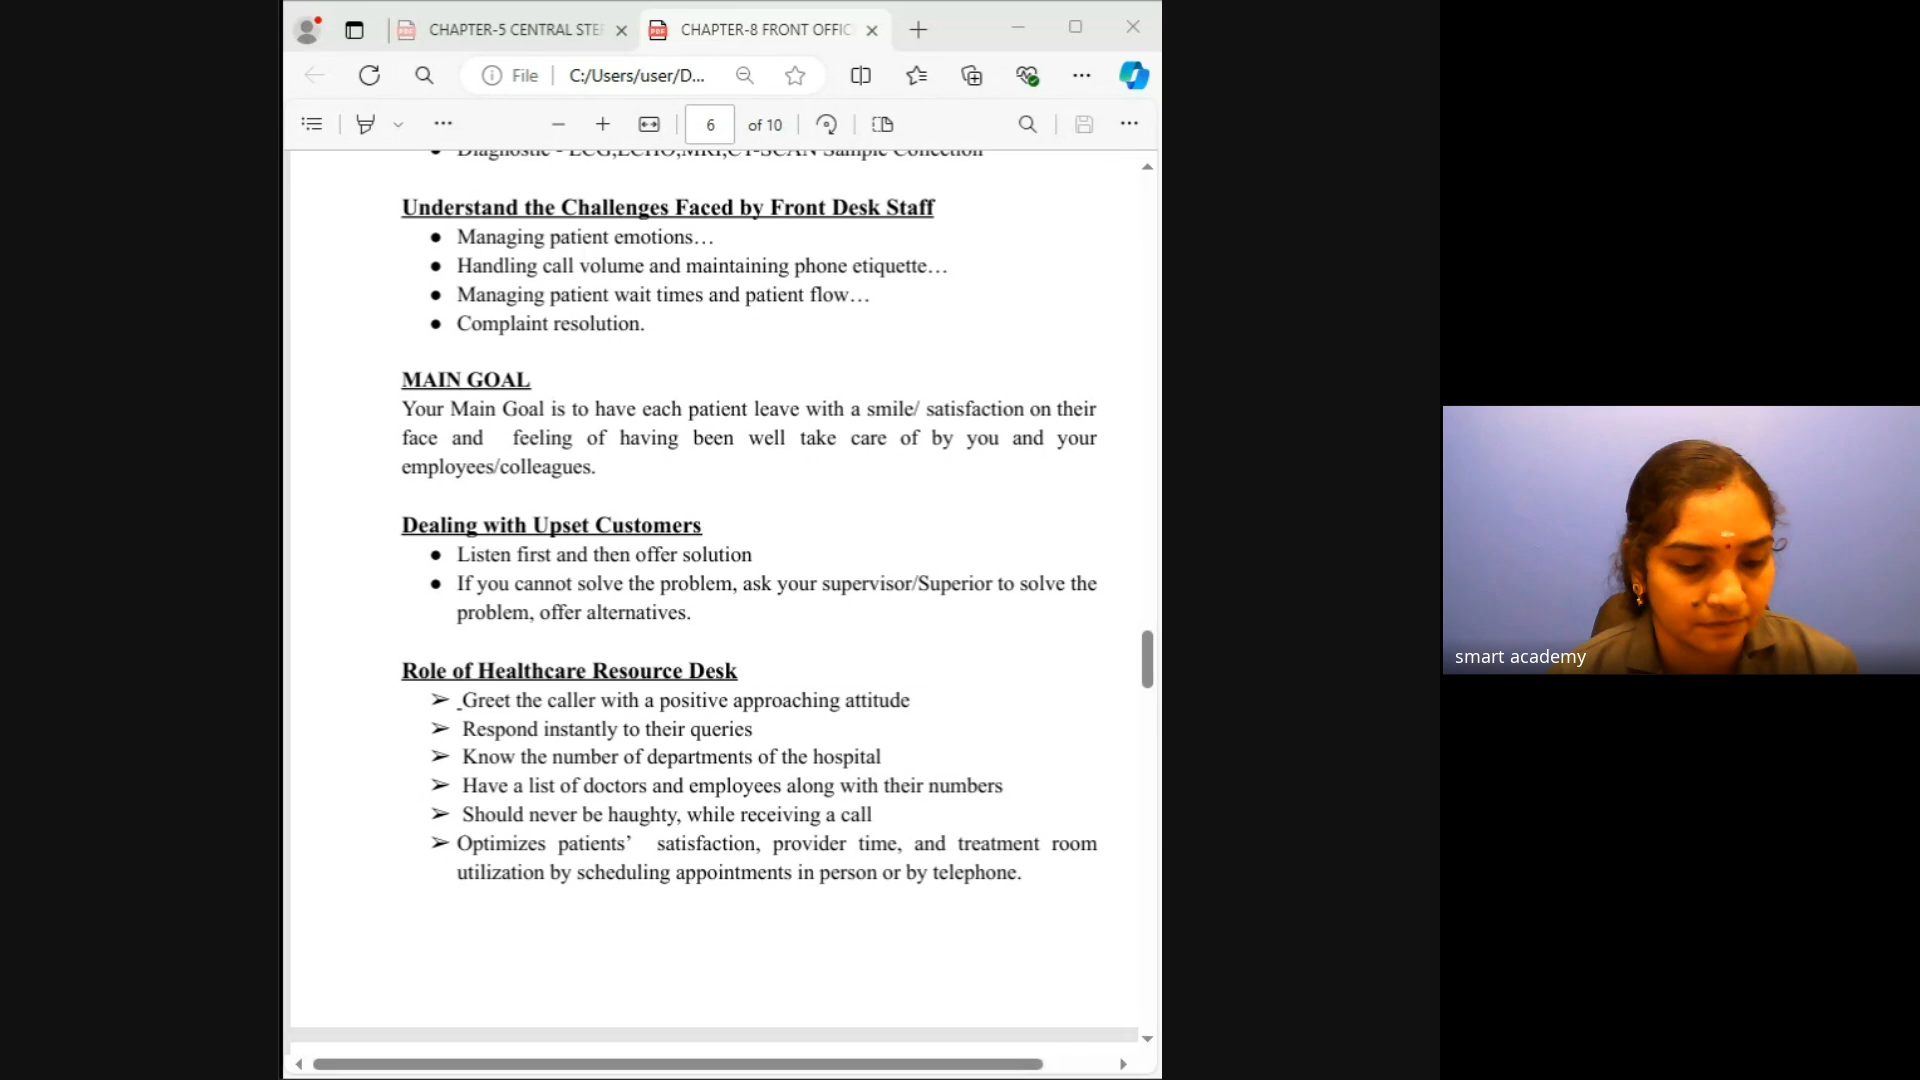 CHAPTER-5 CENTRAL STE
CHAPTER-8 FRONT OFFIC
File
C:/Users/user/D...
6
of 10
Diagnostic - ECG,ECHO,MRI,CT-SCAN Sample Collection
Understand the Challenges Faced by Front Desk Staff
● Managing patient emotions…
● Handling call volume and maintaining phone etiquette…
● Managing patient wait times and patient flow…
● Complaint resolution.
MAIN GOAL
Your Main Goal is to have each patient leave with a smile/ satisfaction on their
face and feeling of having been well take care of by you and your
employees/colleagues.
Dealing with Upset Customers
● Listen first and then offer solution
● If you cannot solve the problem, ask your supervisor/Superior to solve the
problem, offer alternatives.
Role of Healthcare Resource Desk
➢ Greet the caller with a positive approaching attitude
➢ Respond instantly to their queries
➢ Know the number of departments of the hospital
➢ Have a list of doctors and employees along with their numbers
➢ Should never be haughty, while receiving a call
➢ Optimizes patients’ satisfaction, provider time, and treatment room
utilization by scheduling appointments in person or by telephone.
smart academy